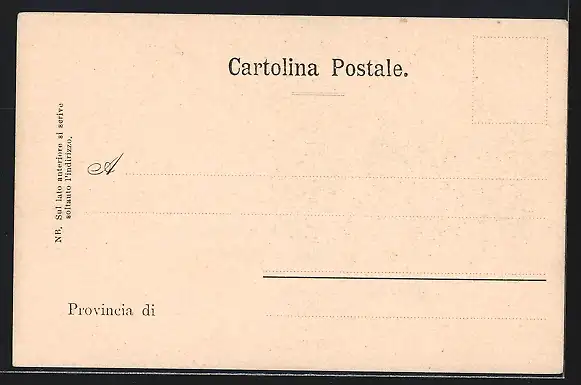 Cartolina Postale.
NB. Sul lato anteriore si scrive
soltanto l'indirizzo.
A
Provincia di